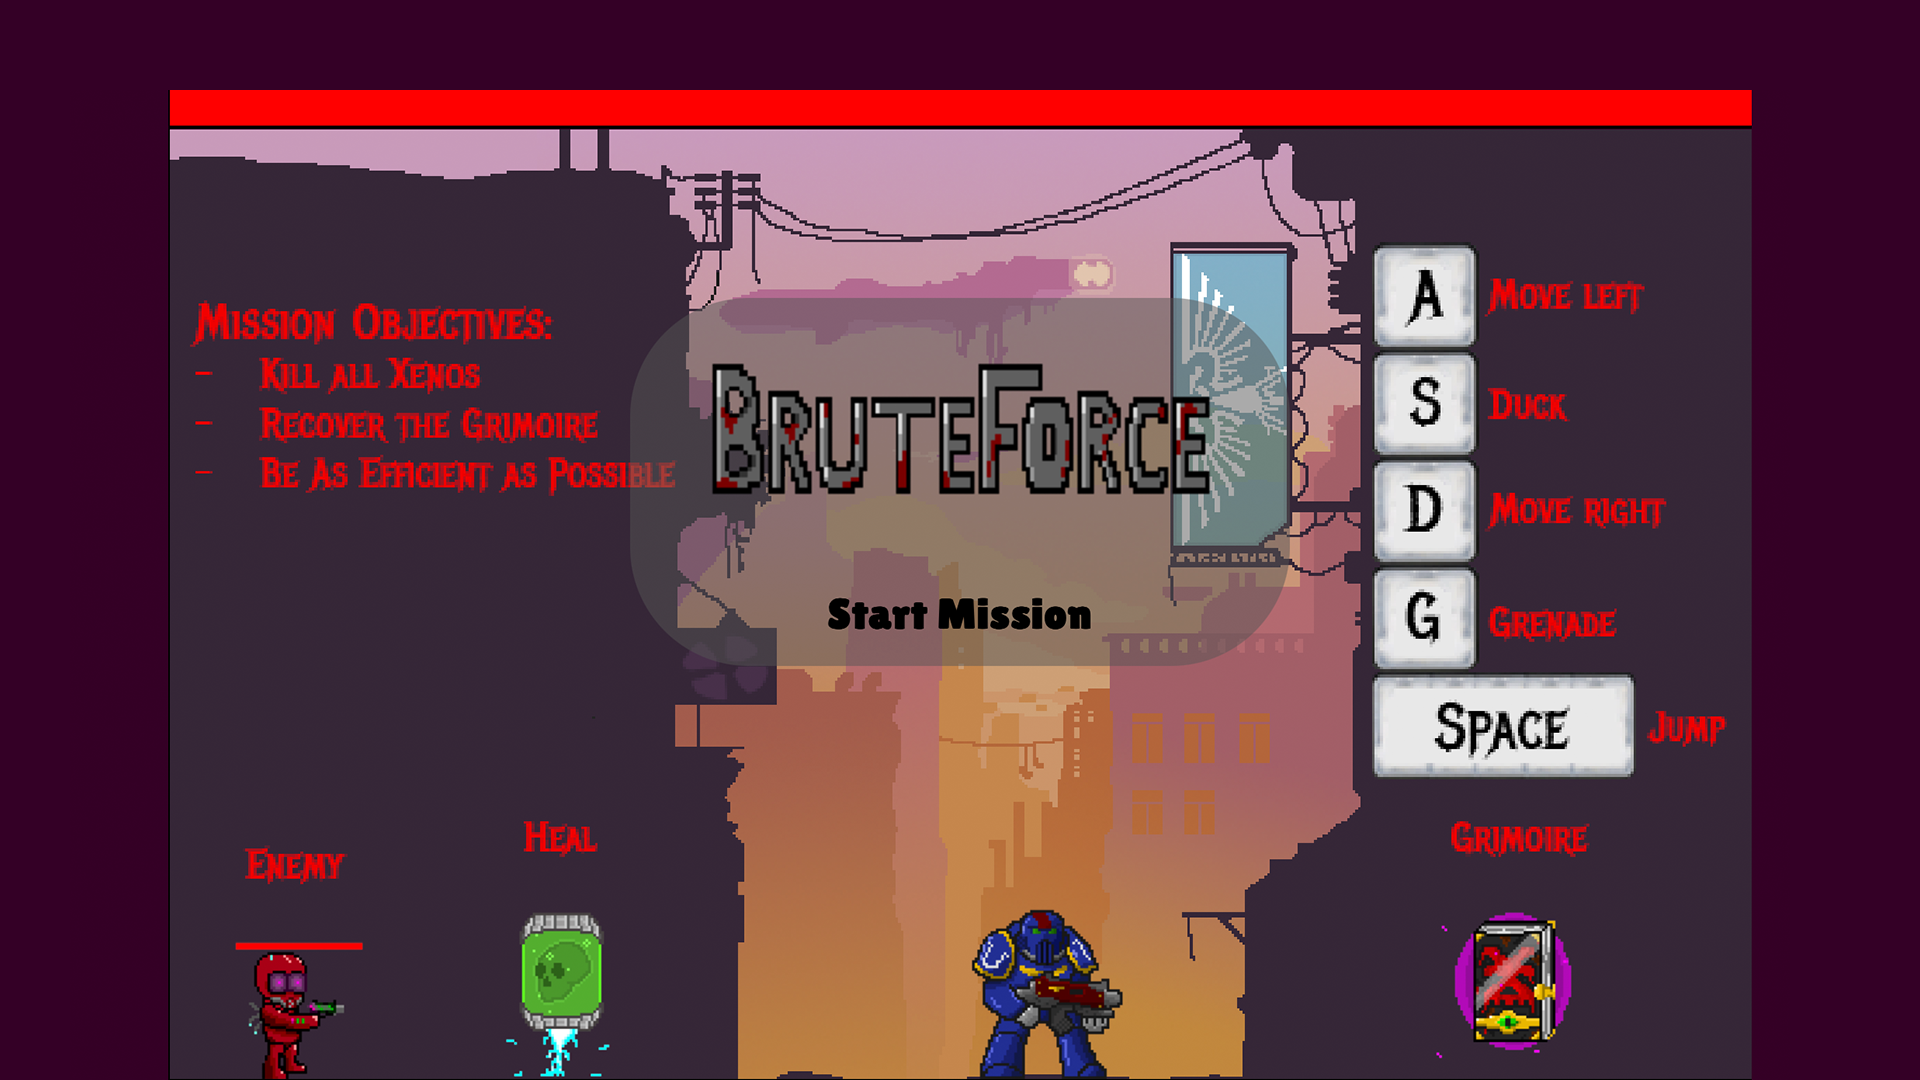 Mission Objectives:
- Kill all Xenos
- Recover the Grimoire
- Be As Efficient as Possible
BruteForce
Start Mission
A Move left
S Duck
D Move right
G Grenade
Space Jump
Enemy
Heal
Grimoire